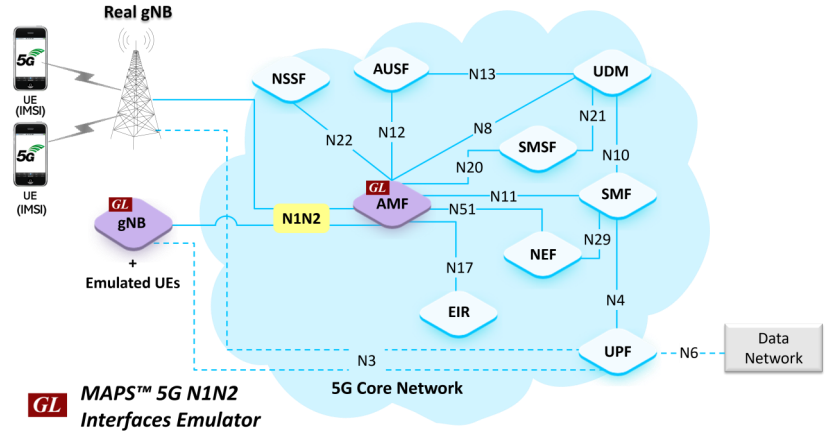 Real gNB
5G
UE
(IMSI)
5G
UE
(IMSI)
NSSF
AUSF
N13
UDM
N22
N12
N8
N21
SMSF
N20
N10
GL
AMF
N11
SMF
GL
gNB
N1N2
N51
N29
NEF
+
Emulated UEs
N17
EIR
N4
N3
UPF
N6
Data
Network
5G Core Network
GL
MAPS™ 5G N1N2
Interfaces Emulator